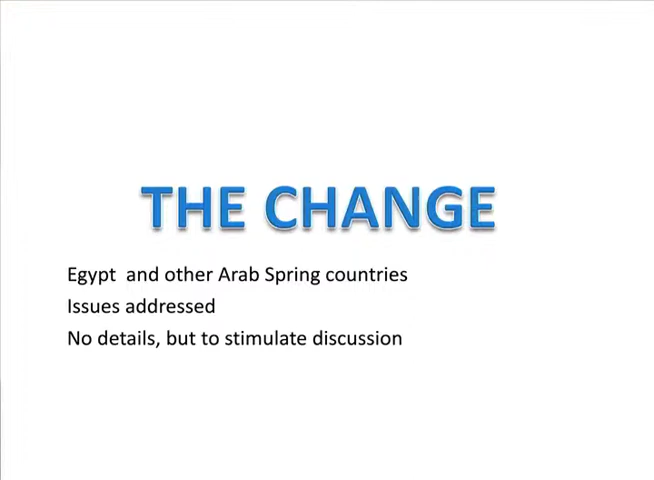 THE CHANGE
Egypt and other Arab Spring countries
Issues addressed
No details, but to stimulate discussion